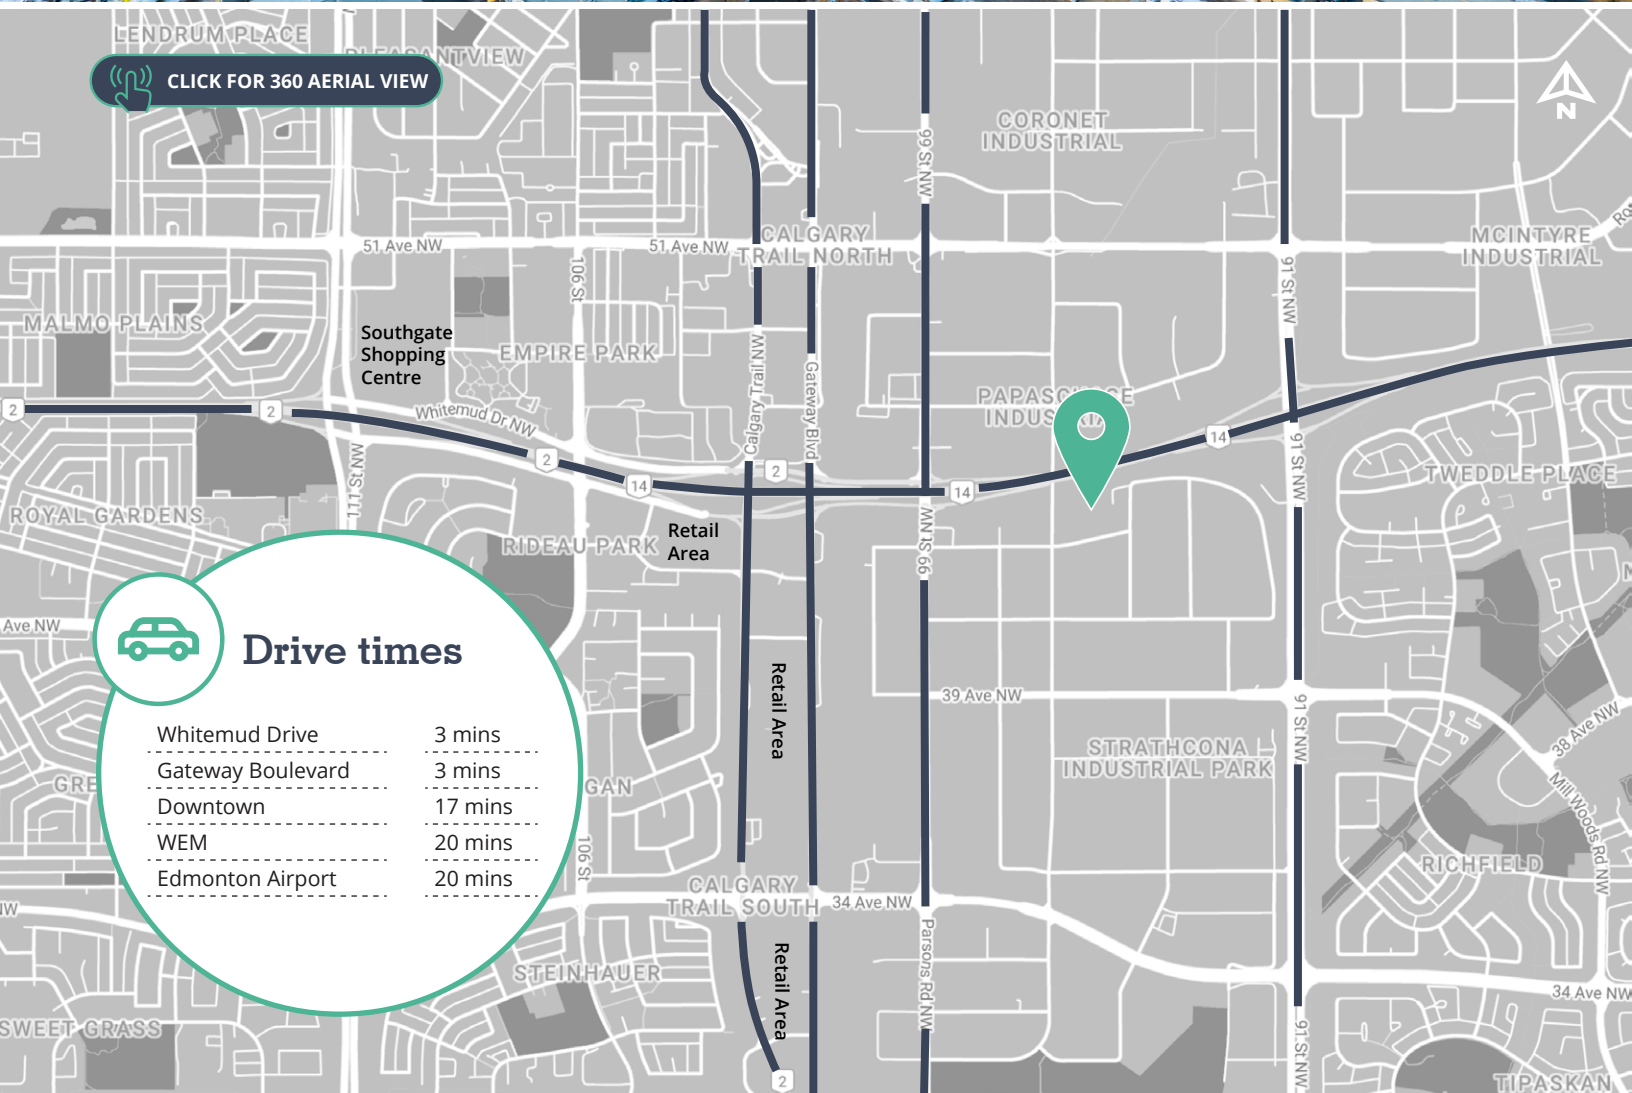 LENDRUM PLACE
CLICK FOR 360 AERIAL VIEW
N
CORONET
INDUSTRIAL
99 St NW
51 Ave NW
51 Ave NW
CALGARY
TRAIL NORTH
MCINTYRE
INDUSTRIAL
106 St
91 St NW
MALMO PLAINS
Southgate
Shopping
Centre
EMPIRE PARK
Calgary Trail NW
Gateway Blvd
2
2
Whitemud Dr NW
2
14
2
14
14
111 St NW
91 St NW
TWEDDLE PLACE
ROYAL GARDENS
RIDEAU PARK
Retail
Area
99 St NW
Ave NW
Drive times
Whitemud Drive 3 mins
Gateway Boulevard 3 mins
Downtown 17 mins
WEM 20 mins
Edmonton Airport 20 mins
Retail Area
39 Ave NW
91 St NW
38 Ave NW
STRATHCONA
INDUSTRIAL PARK
Mill Woods Rd NW
106 St
RICHFIELD
CALGARY
TRAIL SOUTH
34 Ave NW
Parsons Rd NW
Retail Area
STEINHAUER
34 Ave NW
SWEET GRASS
91 St NW
2
TIPASKAN